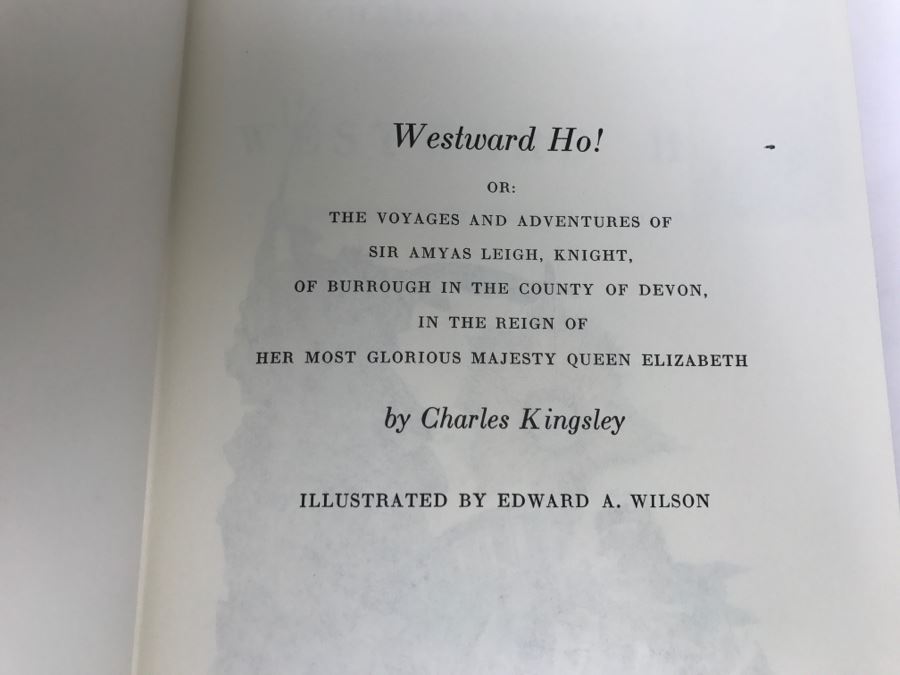 Westward Ho!
OR:
THE VOYAGES AND ADVENTURES OF
SIR AMYAS LEIGH, KNIGHT,
OF BURROUGH IN THE COUNTY OF DEVON,
IN THE REIGN OF
HER MOST GLORIOUS MAJESTY QUEEN ELIZABETH
by Charles Kingsley
ILLUSTRATED BY EDWARD A. WILSON